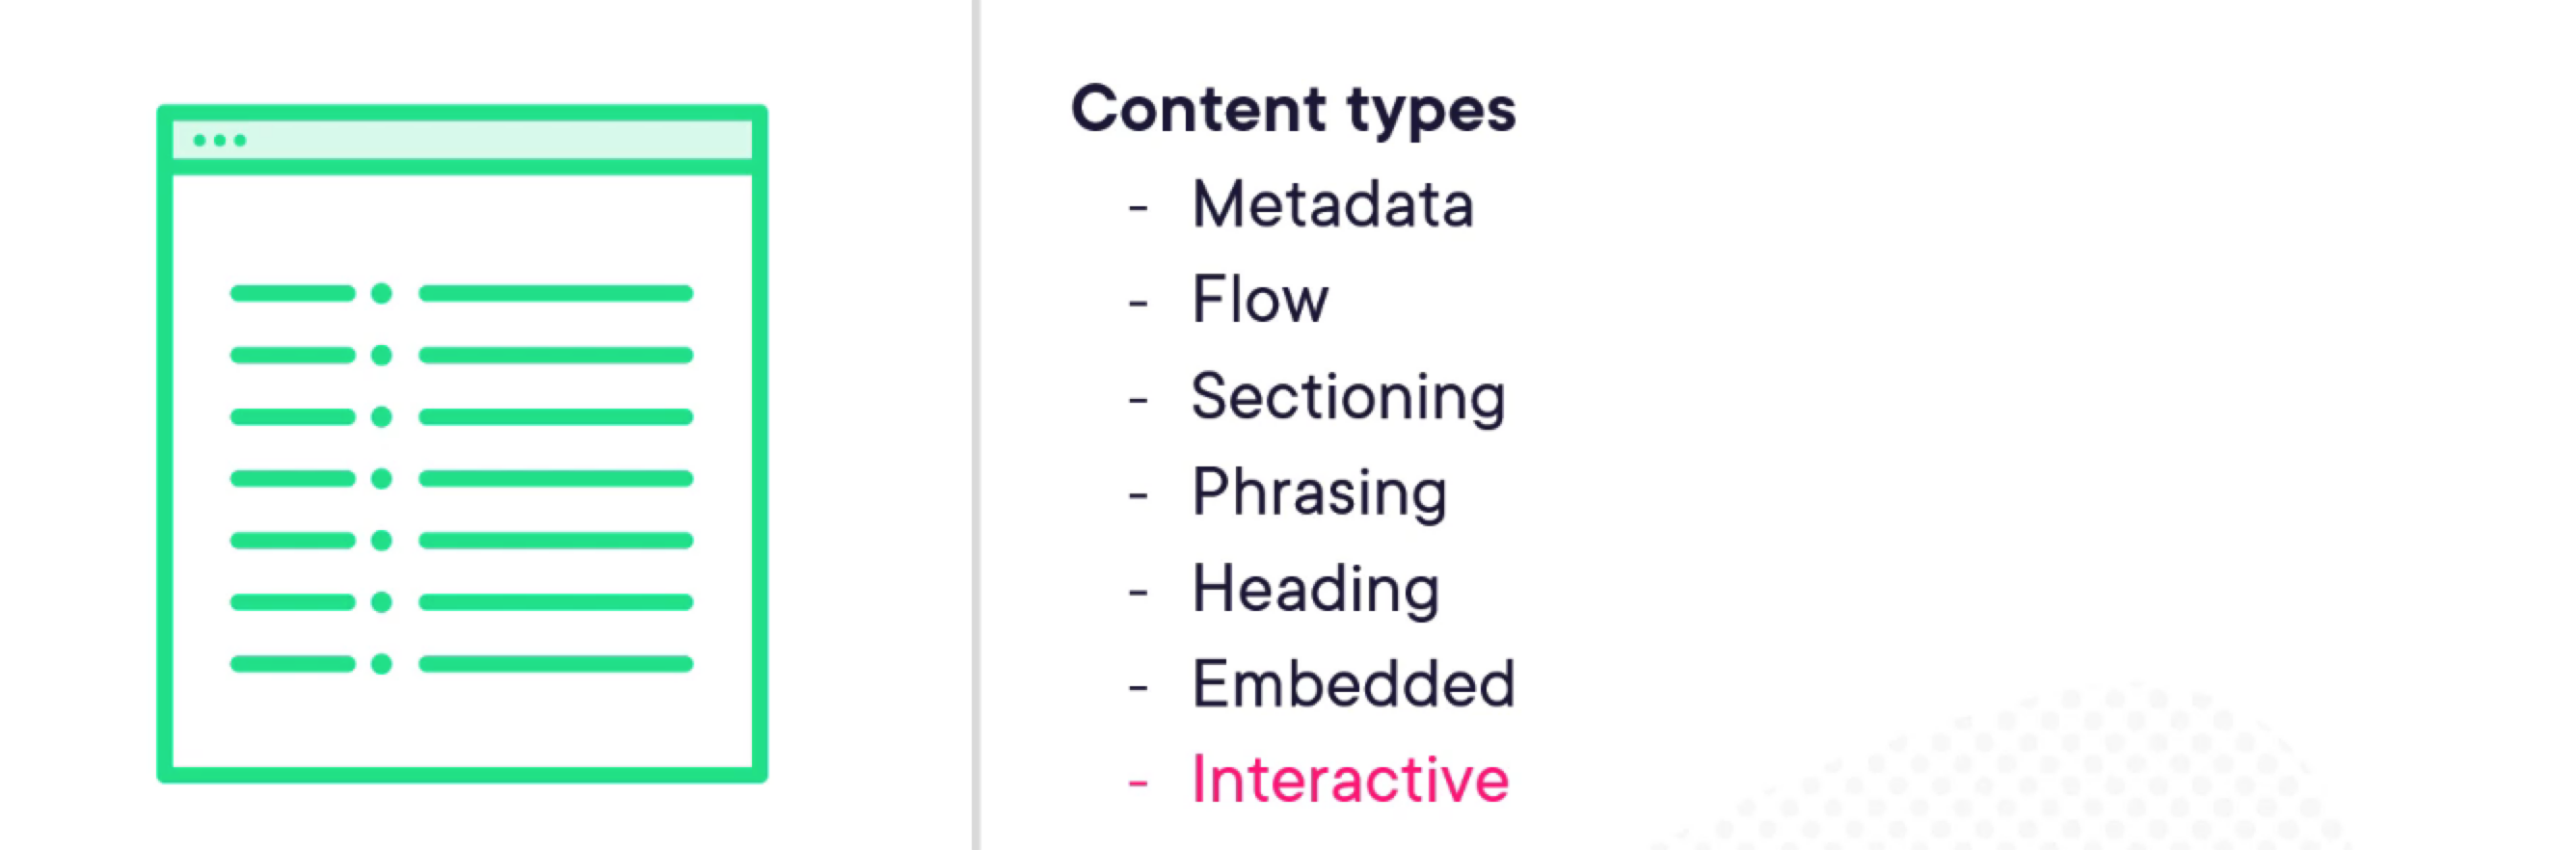 Content types
- Metadata
- Flow
- Sectioning
- Phrasing
- Heading
- Embedded
- Interactive